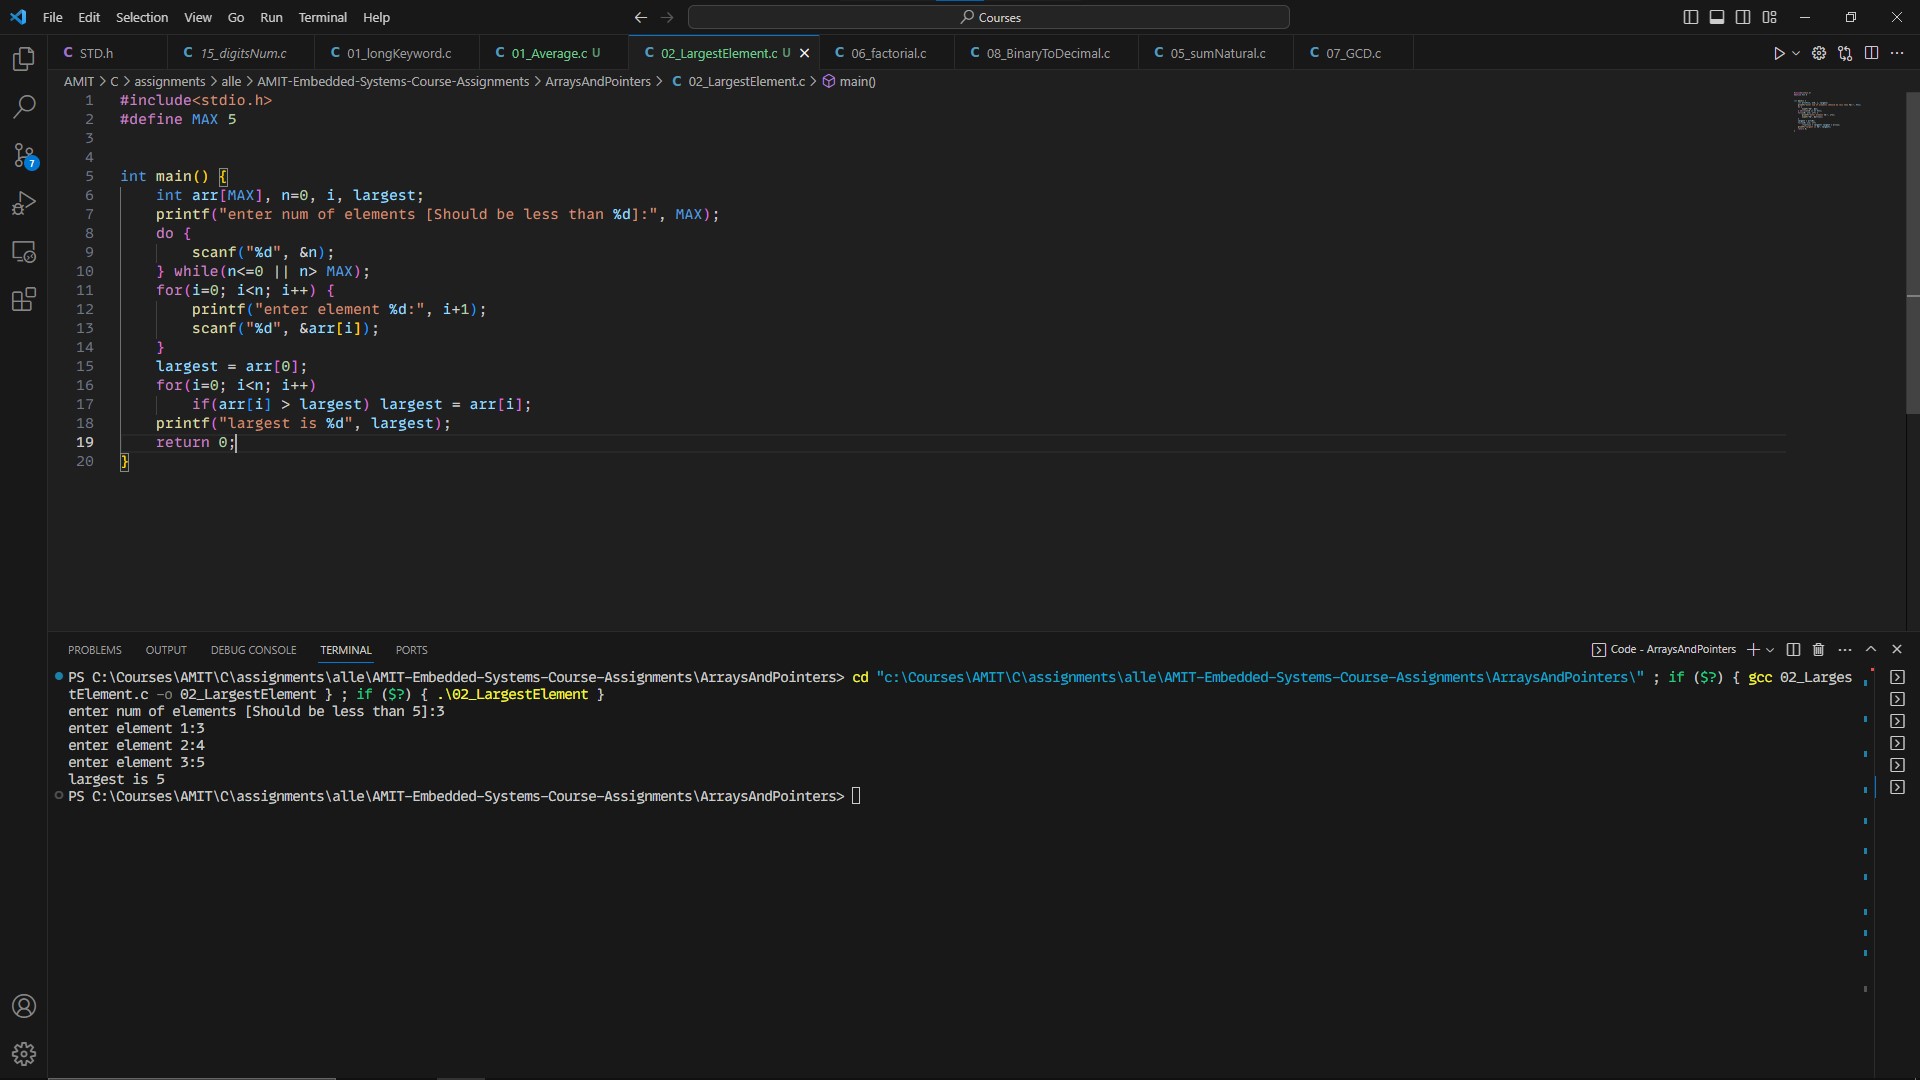 File Edit Selection View Go Run Terminal Help Courses
STD.h 15_digitsNum.c 01_longKeyword.c 01_Average.c U 02_LargestElement.c U 06_factorial.c 08_BinaryToDecimal.c 05_sumNatural.c 07_GCD.c
AMIT > C > assignments > alle > AMIT-Embedded-Systems-Course-Assignments > ArraysAndPointers > C 02_LargestElement.c > main()
1 #include<stdio.h>
2 #define MAX 5
3
4
5 int main() {
6 int arr[MAX], n=0, i, largest;
7 printf("enter num of elements [Should be less than %d]:", MAX);
8 do {
9 scanf("%d", &n);
10 } while(n<=0 || n> MAX);
11 for(i=0; i<n; i++) {
12 printf("enter element %d:", i+1);
13 scanf("%d", &arr[i]);
14 }
15 largest = arr[0];
16 for(i=0; i<n; i++)
17 if(arr[i] > largest) largest = arr[i];
18 printf("largest is %d", largest);
19 return 0;
20 }
7
PROBLEMS OUTPUT DEBUG CONSOLE TERMINAL PORTS Code - ArraysAndPointers
PS C:\Courses\AMIT\C\assignments\alle\AMIT-Embedded-Systems-Course-Assignments\ArraysAndPointers> cd "c:\Courses\AMIT\C\assignments\alle\AMIT-Embedded-Systems-Course-Assignments\ArraysAndPointers\" ; if ($?) { gcc 02_Larges
tElement.c -o 02_LargestElement } ; if ($?) { .\02_LargestElement }
enter num of elements [Should be less than 5]:3
enter element 1:3
enter element 2:4
enter element 3:5
largest is 5
PS C:\Courses\AMIT\C\assignments\alle\AMIT-Embedded-Systems-Course-Assignments\ArraysAndPointers>